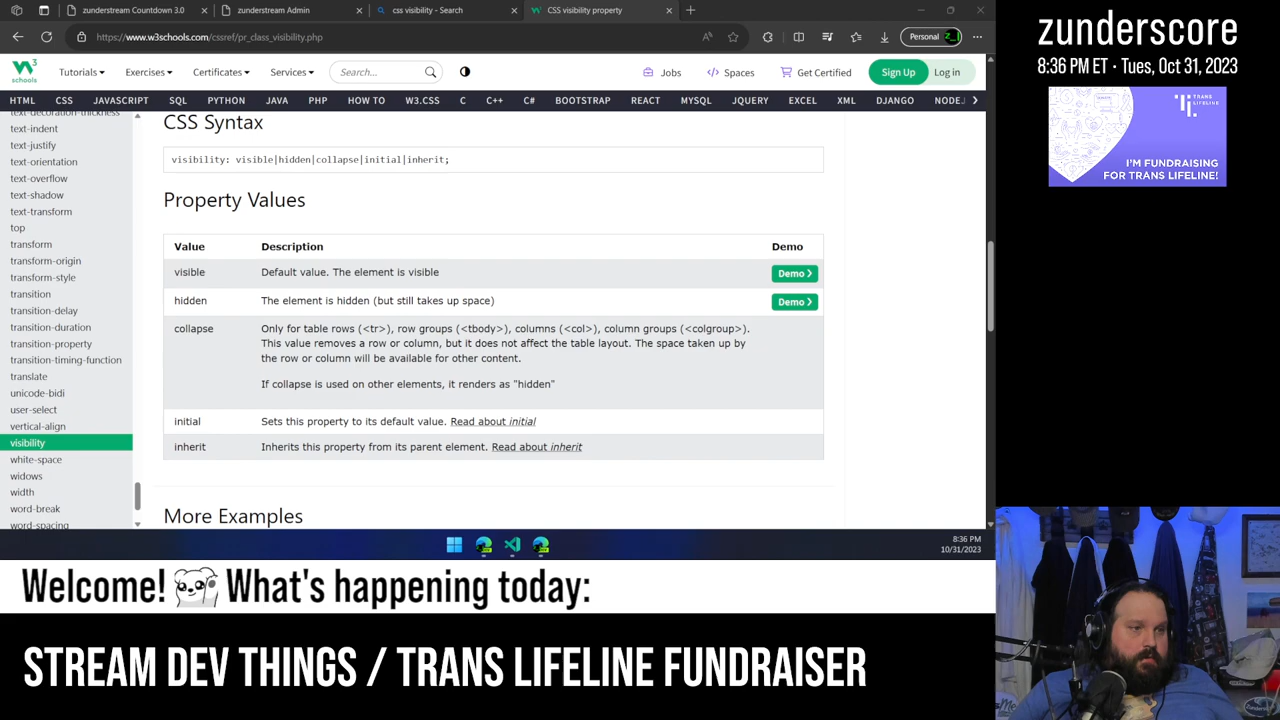 zunderstream Countdown 3.0
zunderstream Admin
css visibility - Search
CSS visibility property
https://www.w3schools.com/cssref/pr_class_visibility.php
Personal
schools
Tutorials
Exercises
Certificates
Services
Search...
Jobs
Spaces
Get Certified
Sign Up
Log in
HTML CSS JAVASCRIPT SQL PYTHON JAVA PHP HOW TO W3.CSS C C++ C# BOOTSTRAP REACT MYSQL JQUERY EXCEL XML DJANGO NODE.J
text-decoration-thickness
text-indent
text-justify
text-orientation
text-overflow
text-shadow
text-transform
top
transform
transform-origin
transform-style
transition
transition-delay
transition-duration
transition-property
transition-timing-function
translate
unicode-bidi
user-select
vertical-align
visibility
white-space
widows
width
word-break
word-spacing
CSS Syntax
visibility: visible|hidden|collapse|initial|inherit;
Property Values
Value Description Demo
visible Default value. The element is visible Demo ❯
hidden The element is hidden (but still takes up space) Demo ❯
collapse Only for table rows (<tr>), row groups (<tbody>), columns (<col>), column groups (<colgroup>).
This value removes a row or column, but it does not affect the table layout. The space taken up by
the row or column will be available for other content.
If collapse is used on other elements, it renders as "hidden"
initial Sets this property to its default value. Read about initial
inherit Inherits this property from its parent element. Read about inherit
More Examples
8:36 PM
10/31/2023
zunderscore
8:36 PM ET · Tues, Oct 31, 2023
TRANS
LIFELINE
I'M FUNDRAISING
FOR TRANS LIFELINE!
Welcome! What's happening today:
STREAM DEV THINGS / TRANS LIFELINE FUNDRAISER